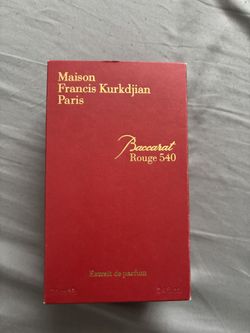 Maison
Francis Kurkdjian
Paris
Baccarat
Rouge 540
Extrait de parfum